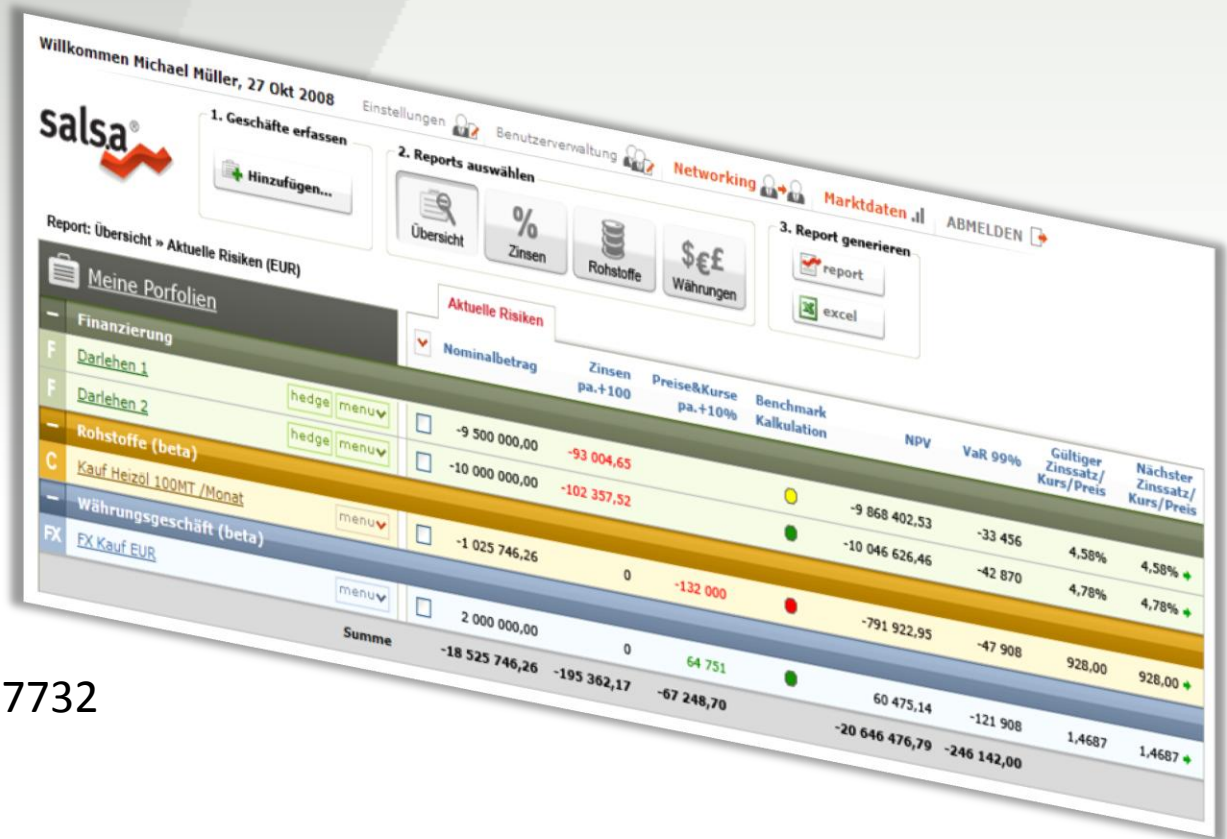 Willkommen Michael Müller, 27 Okt 2008
Einstellungen Benutzerverwaltung Networking Marktdaten ABMELDEN
salsa®
1. Geschäfte erfassen
Hinzufügen...
2. Reports auswählen
Übersicht % Zinsen Rohstoffe $€£ Währungen
3. Report generieren
report
excel
Report: Übersicht » Aktuelle Risiken (EUR)
Meine Porfolien
Aktuelle Risiken
Nominalbetrag Zinsen pa.+100 Preise&Kurse pa.+10% Benchmark Kalkulation NPV VaR 99% Gültiger Zinssatz/ Kurs/Preis Nächster Zinssatz/ Kurs/Preis
– Finanzierung
F Darlehen 1 hedge menu -9 500 000,00 -93 004,65 -9 868 402,53 -33 456 4,58% 4,58%
F Darlehen 2 hedge menu -10 000 000,00 -102 357,52 -10 046 626,46 -42 870 4,78% 4,78%
– Rohstoffe (beta)
C Kauf Heizöl 100MT /Monat menu -1 025 746,26 0 -132 000 -791 922,95 -47 908 928,00 928,00
– Währungsgeschäft (beta)
FX FX Kauf EUR menu 2 000 000,00 0 64 751 60 475,14 -121 908 1,4687 1,4687
Summe -18 525 746,26 -195 362,17 -67 248,70 -20 646 476,79 -246 142,00
7732